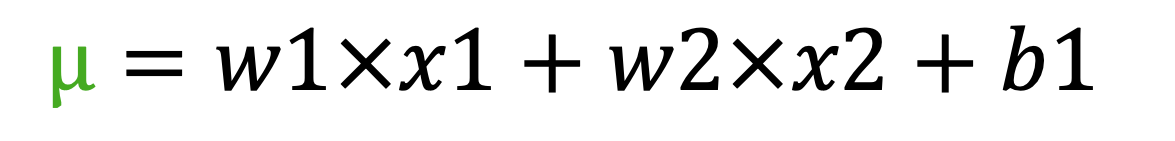 μ = w1×x1 + w2×x2 + b1